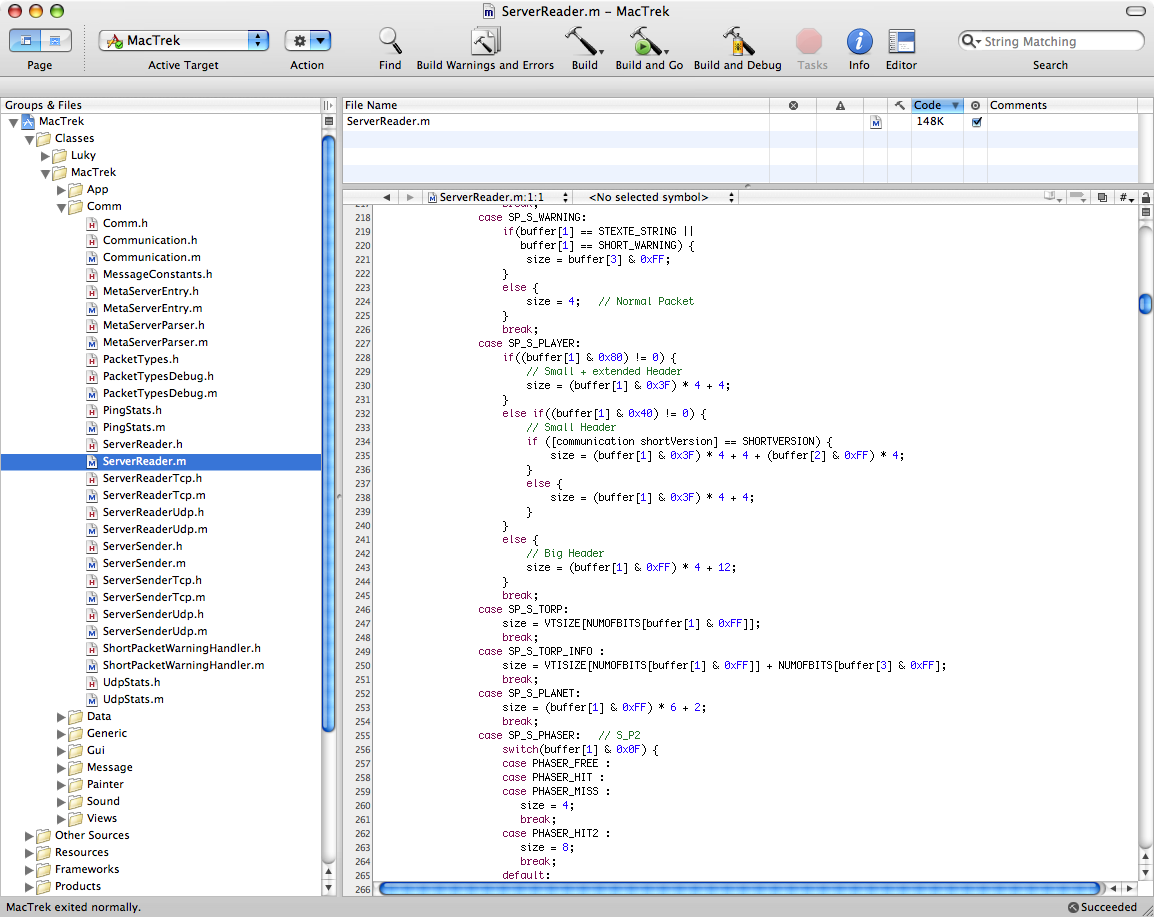 ServerReader.m – MacTrek
MacTrek
Page
Active Target
Action
Find
Build Warnings and Errors
Build
Build and Go
Build and Debug
Tasks
Info
Editor
String Matching
Search
Groups & Files
MacTrek
Classes
Luky
MacTrek
App
Comm
Comm.h
Communication.h
Communication.m
MessageConstants.h
MetaServerEntry.h
MetaServerEntry.m
MetaServerParser.h
MetaServerParser.m
PacketTypes.h
PacketTypesDebug.h
PacketTypesDebug.m
PingStats.h
PingStats.m
ServerReader.h
ServerReader.m
ServerReaderTcp.h
ServerReaderTcp.m
ServerReaderUdp.h
ServerReaderUdp.m
ServerSender.h
ServerSender.m
ServerSenderTcp.h
ServerSenderTcp.m
ServerSenderUdp.h
ServerSenderUdp.m
ShortPacketWarningHandler.h
ShortPacketWarningHandler.m
UdpStats.h
UdpStats.m
Data
Generic
Gui
Message
Painter
Sound
Views
Other Sources
Resources
Frameworks
Products
File Name Code Comments
ServerReader.m 148K
ServerReader.m:1:1 <No selected symbol> #
217 break;
218 case SP_S_WARNING:
219 if(buffer[1] == STEXTE_STRING ||
220 buffer[1] == SHORT_WARNING) {
221 size = buffer[3] & 0xFF;
222 }
223 else {
224 size = 4; // Normal Packet
225 }
226 break;
227 case SP_S_PLAYER:
228 if((buffer[1] & 0x80) != 0) {
229 // Small + extended Header
230 size = (buffer[1] & 0x3F) * 4 + 4;
231 }
232 else if((buffer[1] & 0x40) != 0) {
233 // Small Header
234 if ([communication shortVersion] == SHORTVERSION) {
235 size = (buffer[1] & 0x3F) * 4 + 4 + (buffer[2] & 0xFF) * 4;
236 }
237 else {
238 size = (buffer[1] & 0x3F) * 4 + 4;
239 }
240 }
241 else {
242 // Big Header
243 size = (buffer[1] & 0xFF) * 4 + 12;
244 }
245 break;
246 case SP_S_TORP:
247 size = VTSIZE[NUMOFBITS[buffer[1] & 0xFF]];
248 break;
249 case SP_S_TORP_INFO :
250 size = VTISIZE[NUMOFBITS[buffer[1] & 0xFF]] + NUMOFBITS[buffer[3] & 0xFF];
251 break;
252 case SP_S_PLANET:
253 size = (buffer[1] & 0xFF) * 6 + 2;
254 break;
255 case SP_S_PHASER: // S_P2
256 switch(buffer[1] & 0x0F) {
257 case PHASER_FREE :
258 case PHASER_HIT :
259 case PHASER_MISS :
260 size = 4;
261 break;
262 case PHASER_HIT2 :
263 size = 8;
264 break;
265 default:
266
MacTrek exited normally.
Succeeded